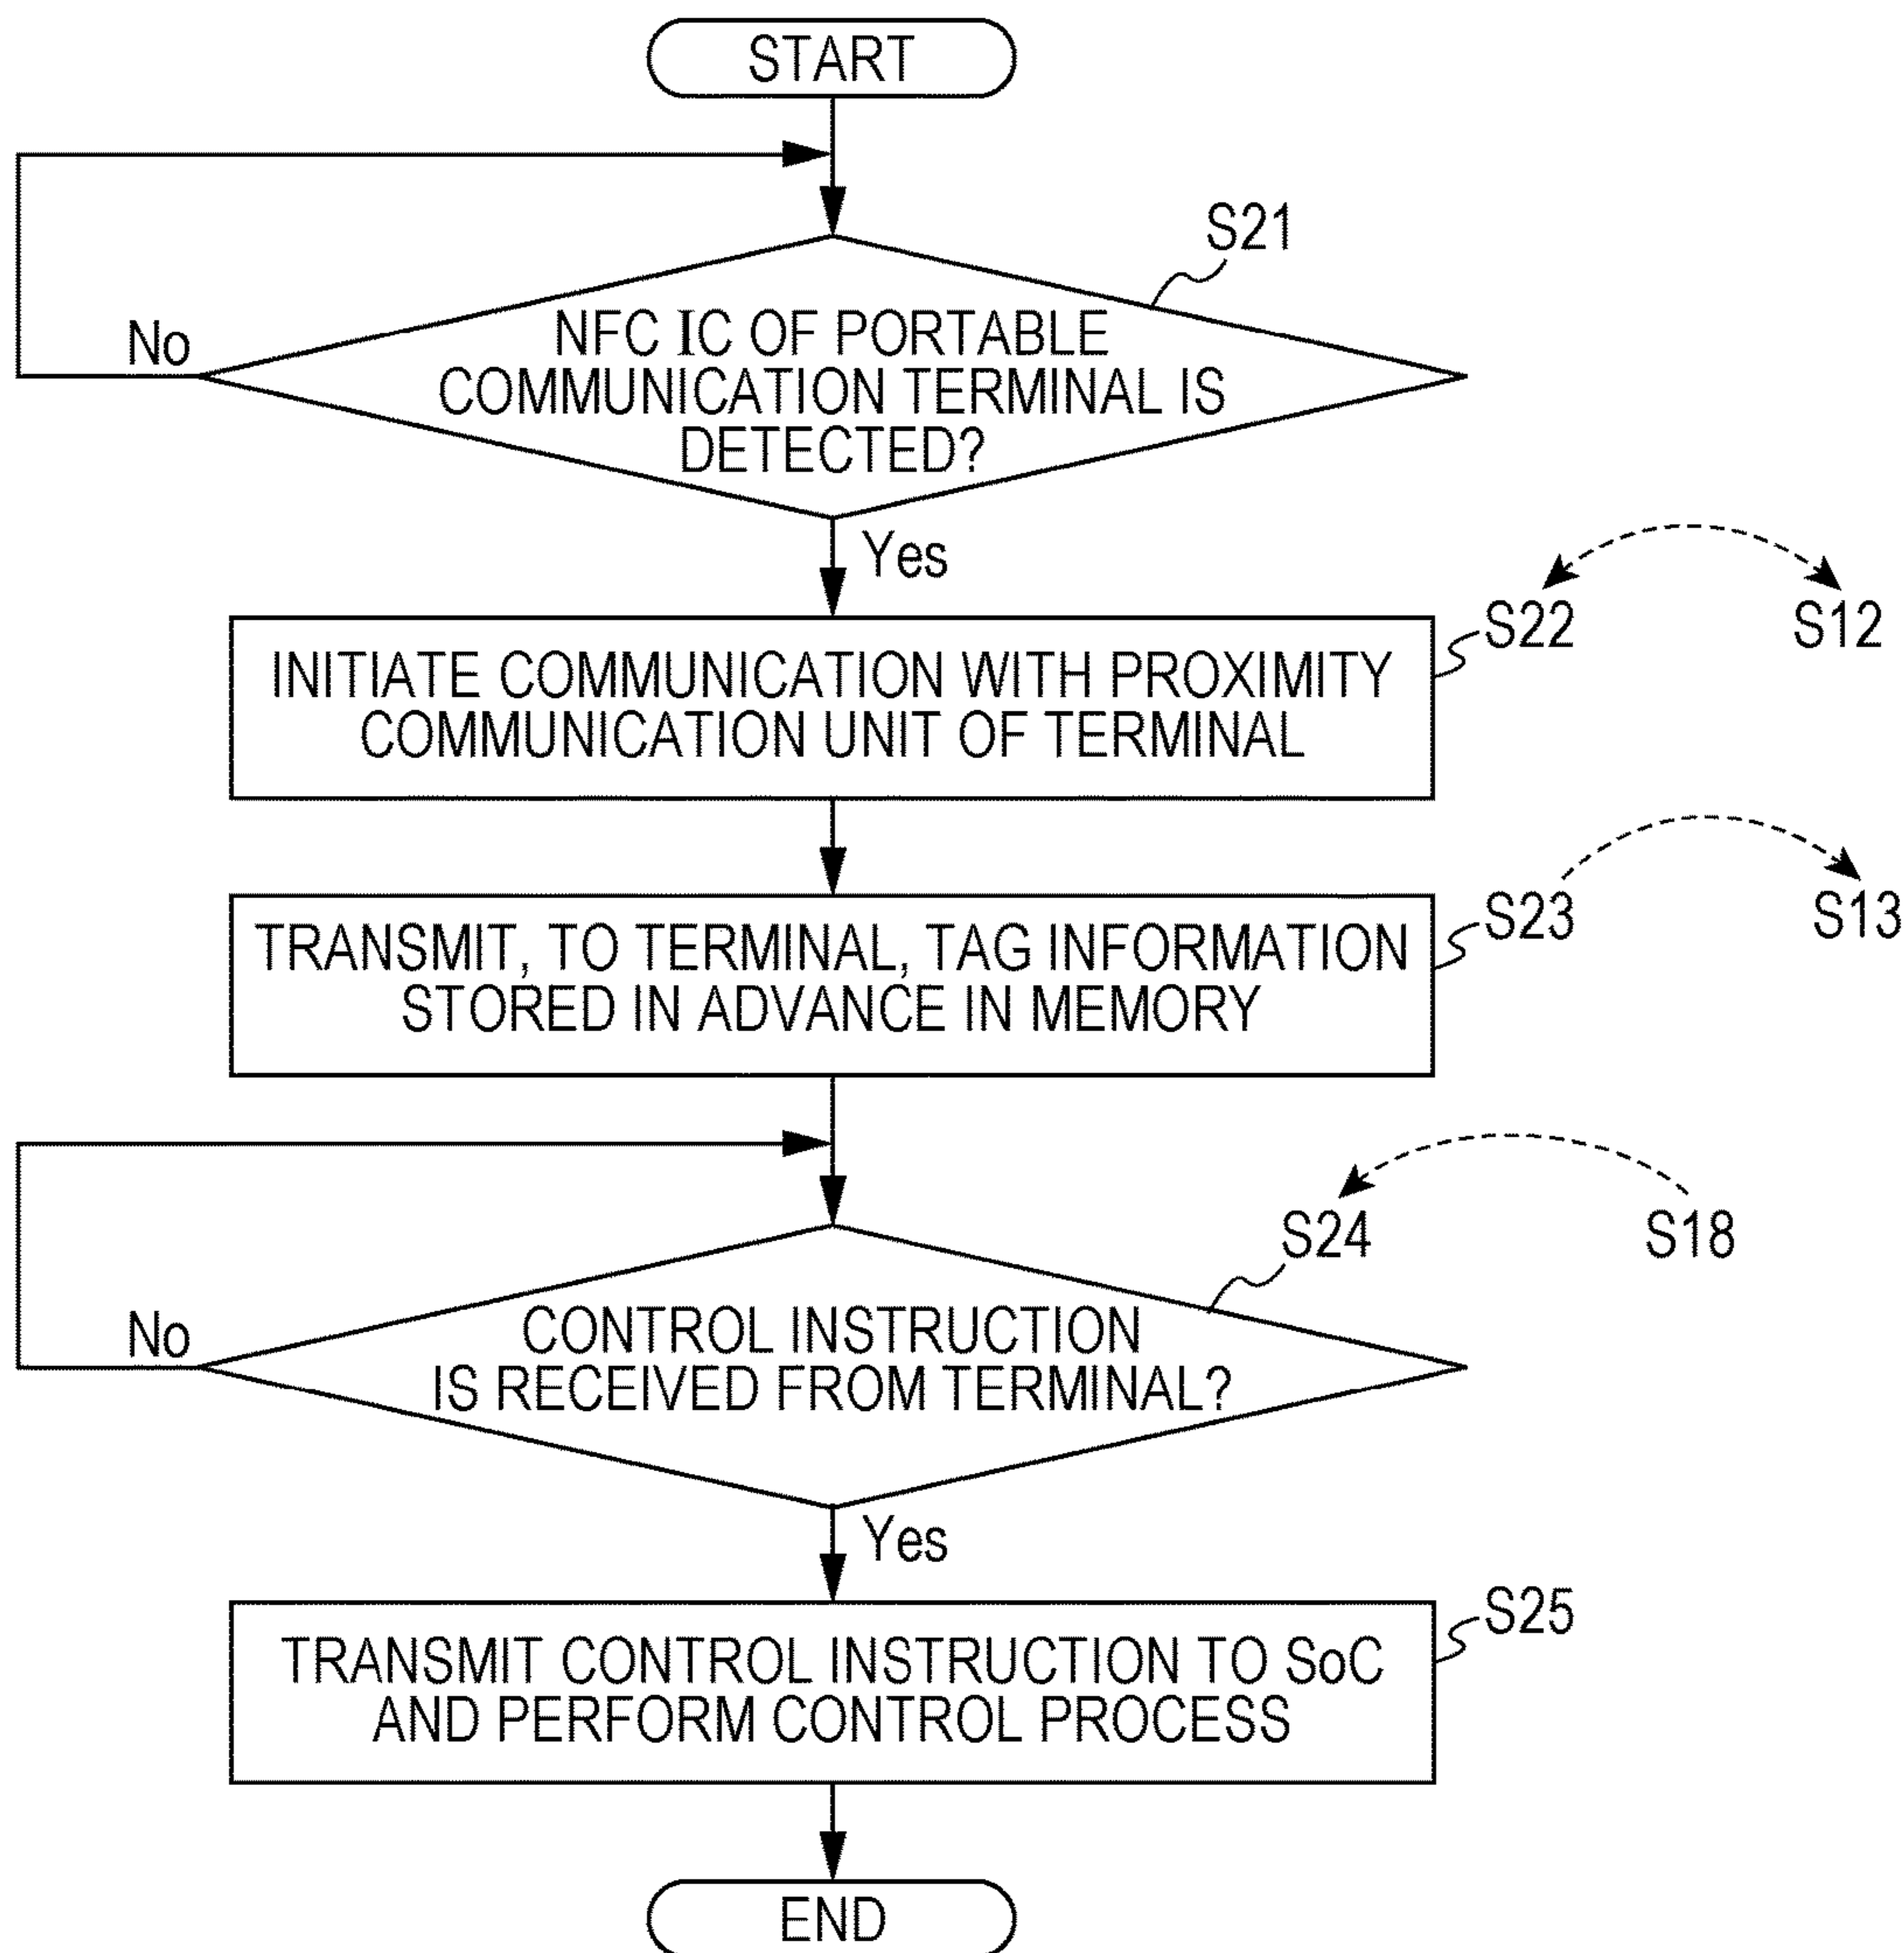 START
S21
No
NFC IC OF PORTABLE
COMMUNICATION TERMINAL IS
DETECTED?
Yes
S22
S12
INITIATE COMMUNICATION WITH PROXIMITY
COMMUNICATION UNIT OF TERMINAL
S23
S13
TRANSMIT, TO TERMINAL, TAG INFORMATION
STORED IN ADVANCE IN MEMORY
S24
S18
No
CONTROL INSTRUCTION
IS RECEIVED FROM TERMINAL?
Yes
S25
TRANSMIT CONTROL INSTRUCTION TO SoC
AND PERFORM CONTROL PROCESS
END